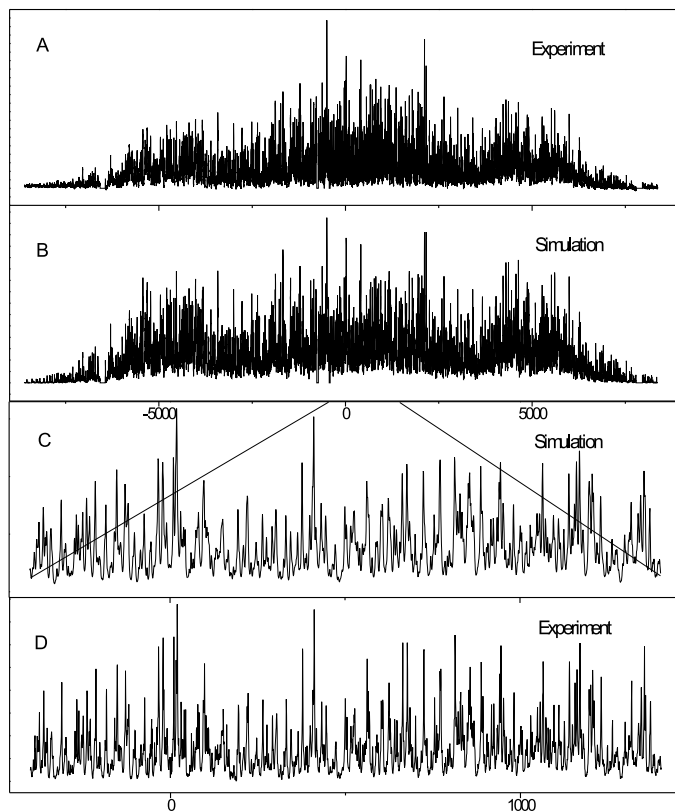 A
Experiment
B
Simulation
-5000 0 5000
C
Simulation
D
Experiment
0 1000